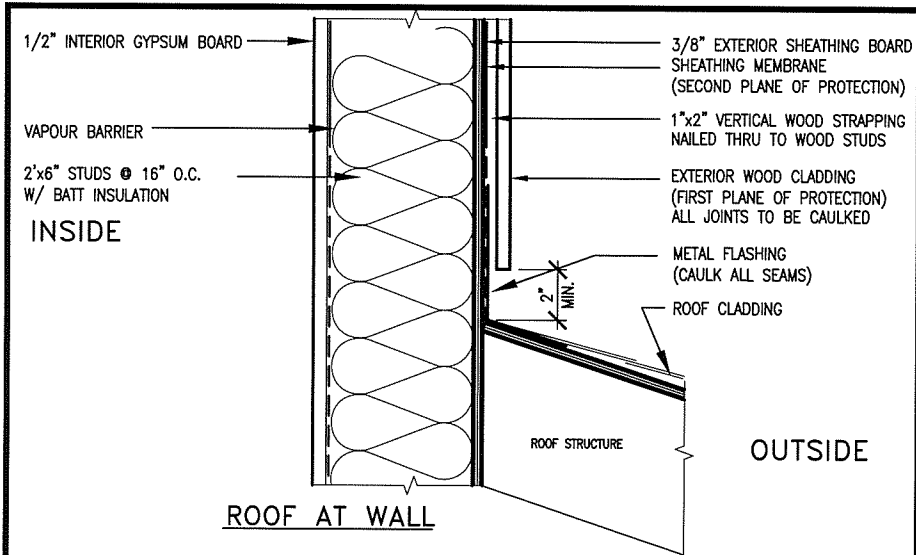 1/2" INTERIOR GYPSUM BOARD
VAPOUR BARRIER
2'x6" STUDS @ 16" O.C.
W/ BATT INSULATION
INSIDE
3/8" EXTERIOR SHEATHING BOARD
SHEATHING MEMBRANE
(SECOND PLANE OF PROTECTION)
1"x2" VERTICAL WOOD STRAPPING
NAILED THRU TO WOOD STUDS
EXTERIOR WOOD CLADDING
(FIRST PLANE OF PROTECTION)
ALL JOINTS TO BE CAULKED
METAL FLASHING
(CAULK ALL SEAMS)
2"
MIN.
ROOF CLADDING
ROOF STRUCTURE
OUTSIDE
ROOF AT WALL